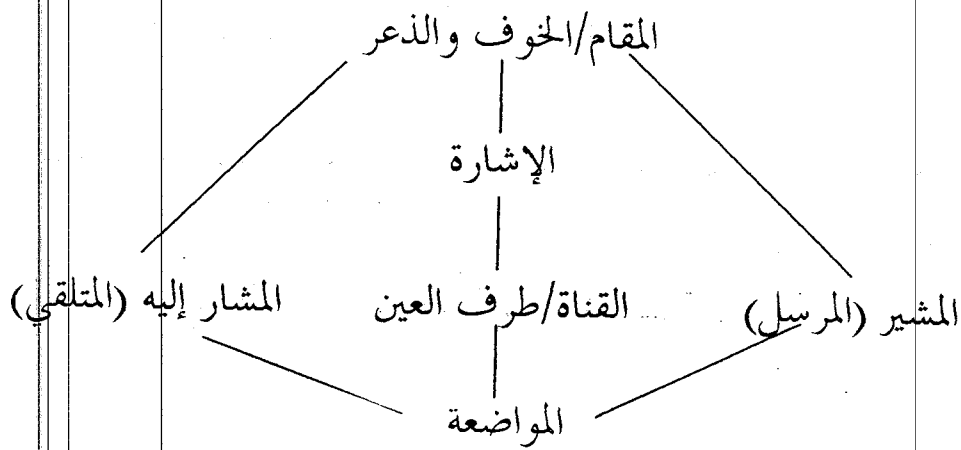 المقام/الخوف والذعر
الإشارة
المشير (المرسل) القناة/طرف العين المشار إليه (المتلقي)
المواضعة